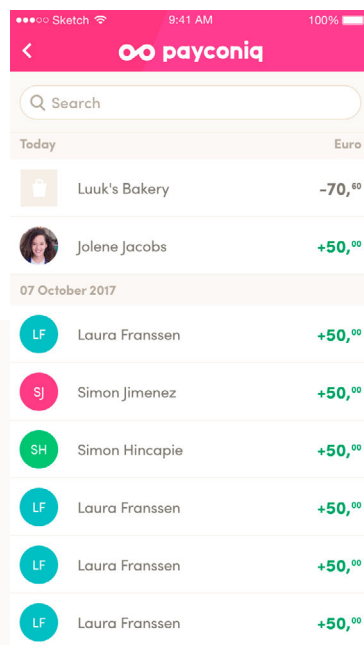 Sketch 9:41 AM 100%
payconiq
Search
Today Euro
Luuk's Bakery -70,60
Jolene Jacobs +50,00
07 October 2017
LF Laura Franssen +50,00
SJ Simon Jimenez +50,00
SH Simon Hincapie +50,00
LF Laura Franssen +50,00
LF Laura Franssen +50,00
LF Laura Franssen +50,00